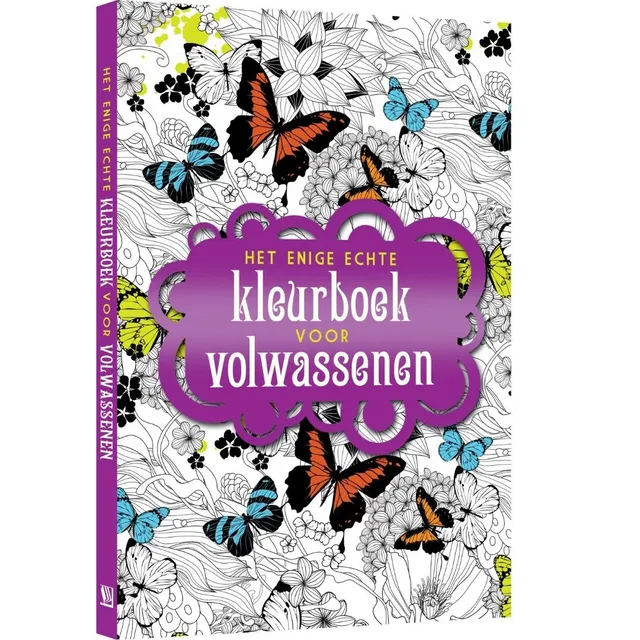 HET ENIGE ECHTE KLEURBOEK VOOR VOLWASSENEN
HET ENIGE ECHTE
kleurboek
VOOR
volwassenen